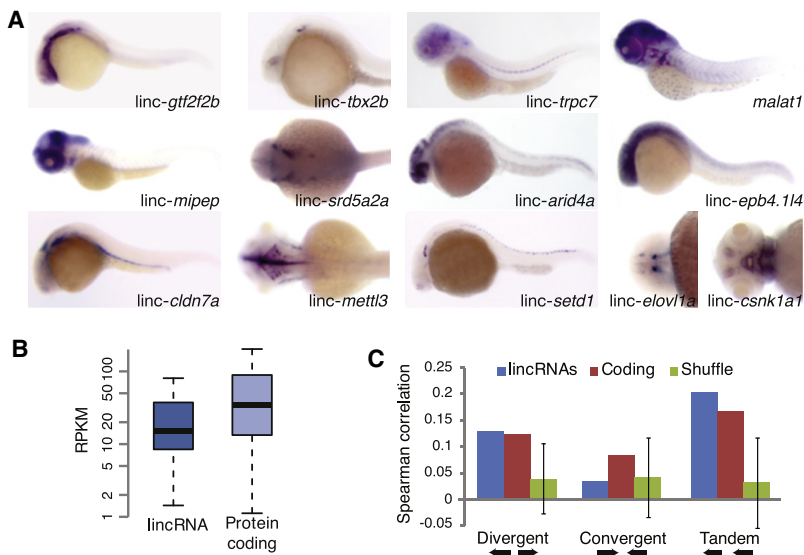 A
linc-gtf2f2b
linc-tbx2b
linc-trpc7
malat1
linc-mipep
linc-srd5a2a
linc-arid4a
linc-epb4.1l4
linc-cldn7a
linc-mettl3
linc-setd1
linc-elovl1a
linc-csnk1a1
B
RPKM
100
50
20
10
5
2
1
lincRNA
Protein
coding
C
lincRNAs Coding Shuffle
Spearman correlation
0.25
0.2
0.15
0.1
0.05
0
-0.05
Divergent
Convergent
Tandem